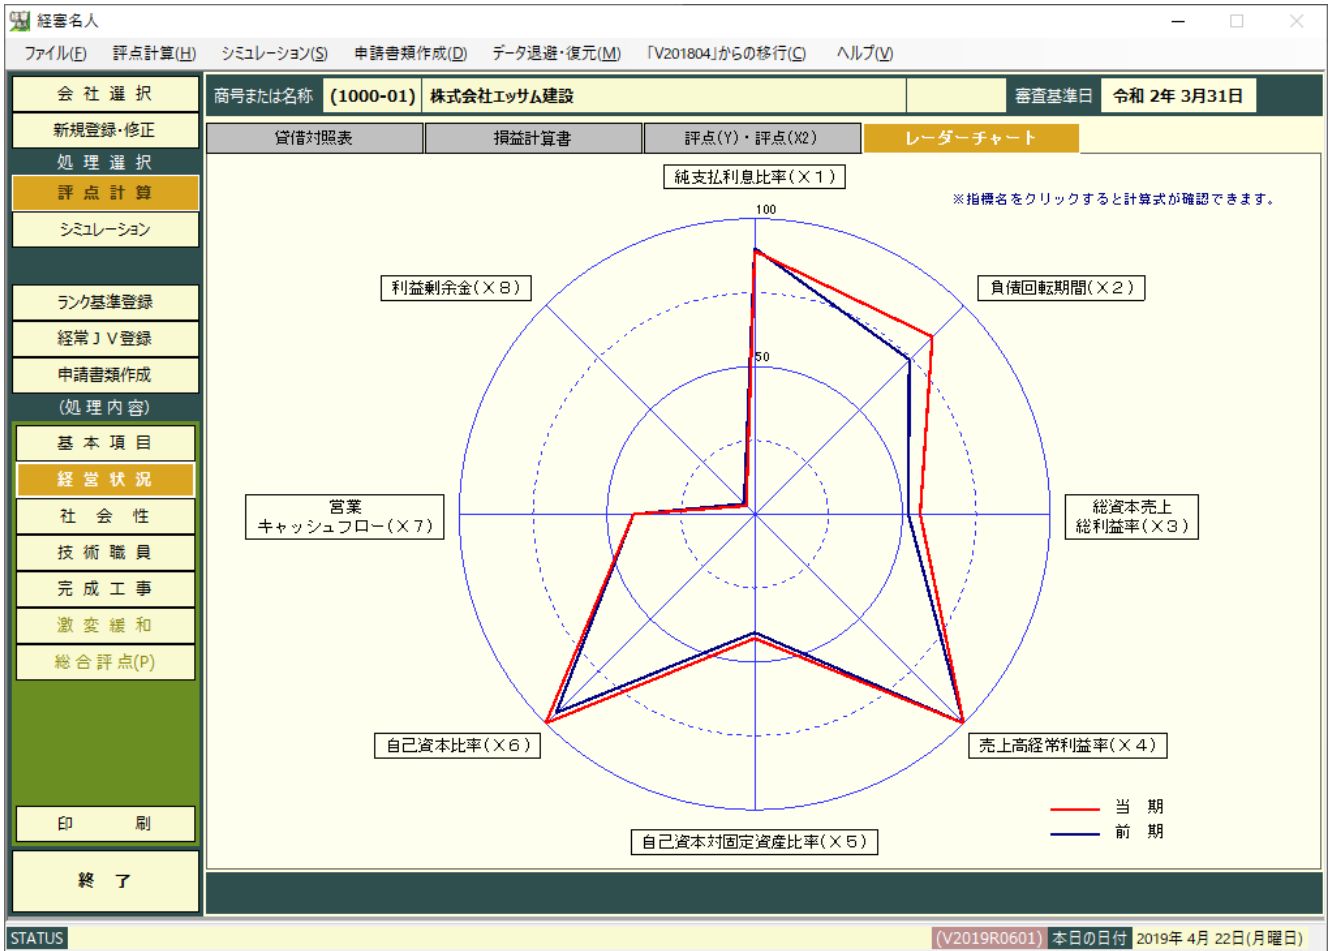 経審名人
ファイル(F) 評点計算(H) シミュレーション(S) 申請書類作成(D) データ退避・復元(M) 「V201804」からの移行(C) ヘルプ(V)
会 社 選 択
新規登録・修正
処 理 選 択
評 点 計 算
シミュレーション
ランク基準登録
経常JV登録
申請書類作成
(処 理 内 容)
基 本 項 目
経 営 状 況
社 会 性
技 術 職 員
完 成 工 事
激 変 緩 和
総 合 評 点(P)
印 刷
終 了
商号または名称 (1000-01) 株式会社エッサム建設 審査基準日 令和 2年 3月31日
貸借対照表 損益計算書 評点(Y)・評点(X2) レーダーチャート
純支払利息比率(X1)
※指標名をクリックすると計算式が確認できます。
100
利益剰余金(X8)
負債回転期間(X2)
50
営業
キャッシュフロー(X7)
総資本売上
総利益率(X3)
自己資本比率(X6)
売上高経常利益率(X4)
自己資本対固定資産比率(X5)
当 期
前 期
STATUS (V2019R0601) 本日の日付 2019年 4月 22日(月曜日)